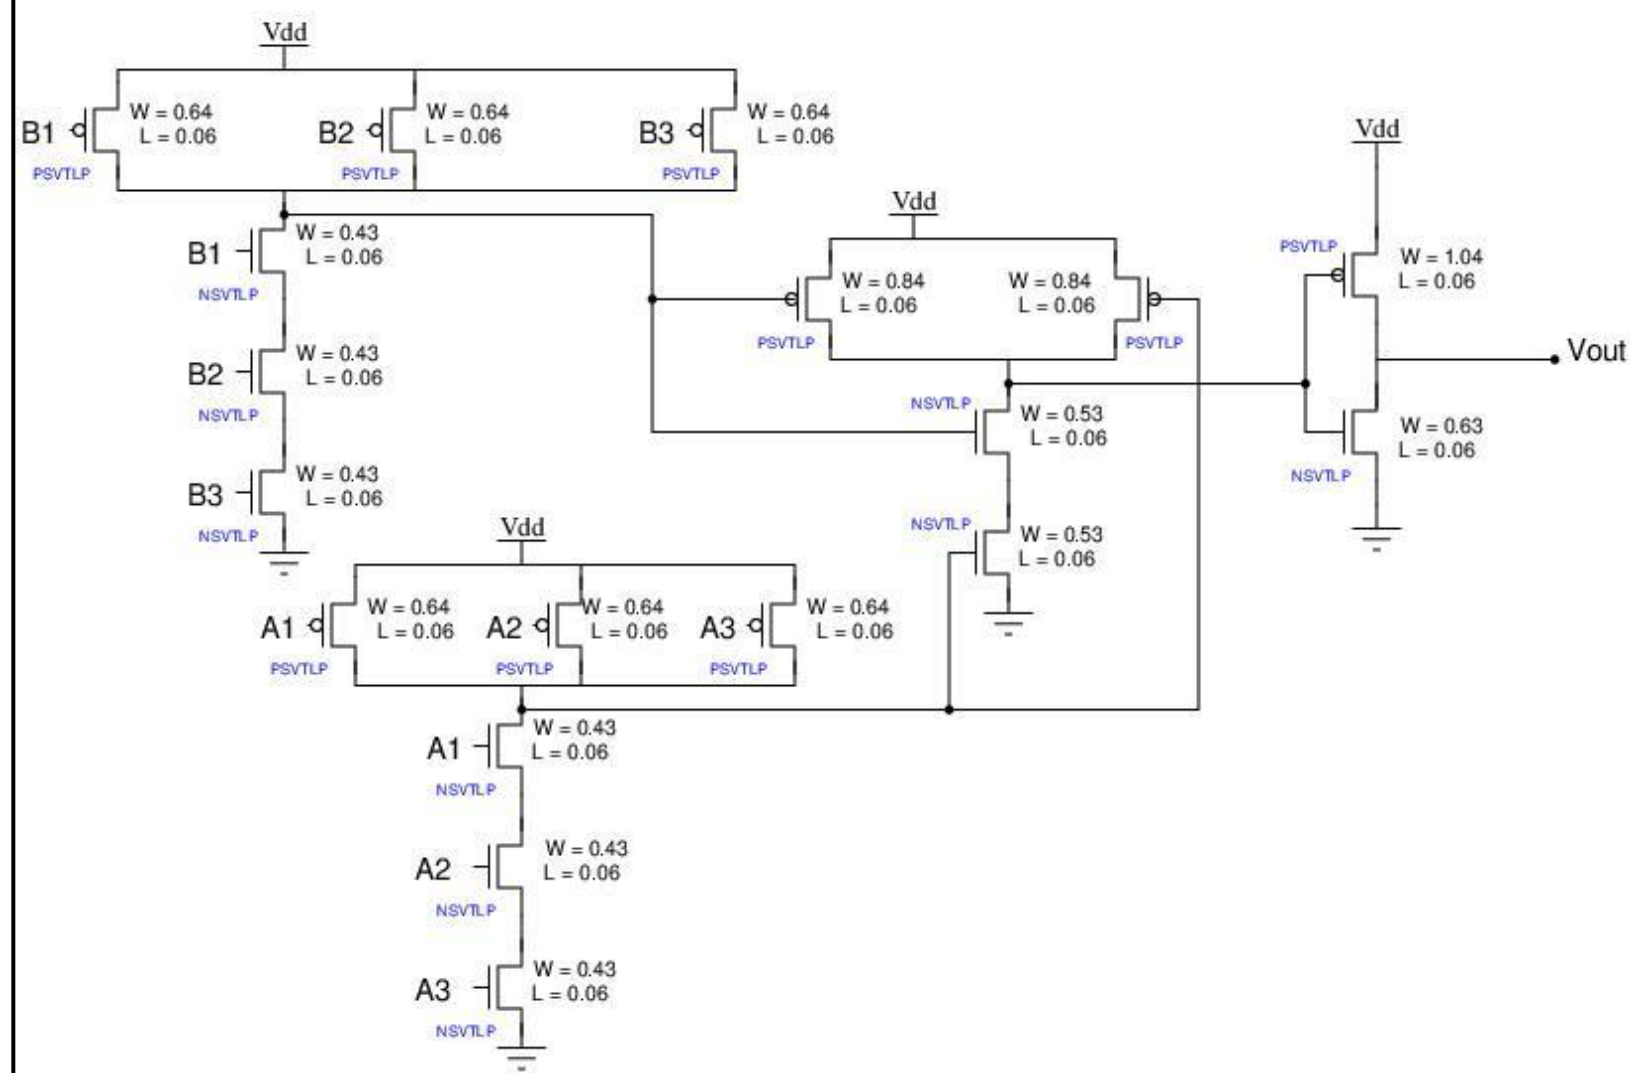 Vdd
B1
W = 0.64
L = 0.06
PSVTLP
B2
W = 0.64
L = 0.06
PSVTLP
B3
W = 0.64
L = 0.06
PSVTLP
B1
W = 0.43
L = 0.06
NSVTLP
B2
W = 0.43
L = 0.06
NSVTLP
B3
W = 0.43
L = 0.06
NSVTLP
Vdd
W = 0.84
L = 0.06
PSVTLP
W = 0.84
L = 0.06
PSVTLP
NSVTLP
W = 0.53
L = 0.06
NSVTLP
W = 0.53
L = 0.06
Vdd
PSVTLP
W = 1.04
L = 0.06
Vout
W = 0.63
L = 0.06
NSVTLP
Vdd
A1
W = 0.64
L = 0.06
PSVTLP
A2
W = 0.64
L = 0.06
PSVTLP
A3
W = 0.64
L = 0.06
PSVTLP
A1
W = 0.43
L = 0.06
NSVTLP
A2
W = 0.43
L = 0.06
NSVTLP
A3
W = 0.43
L = 0.06
NSVTLP